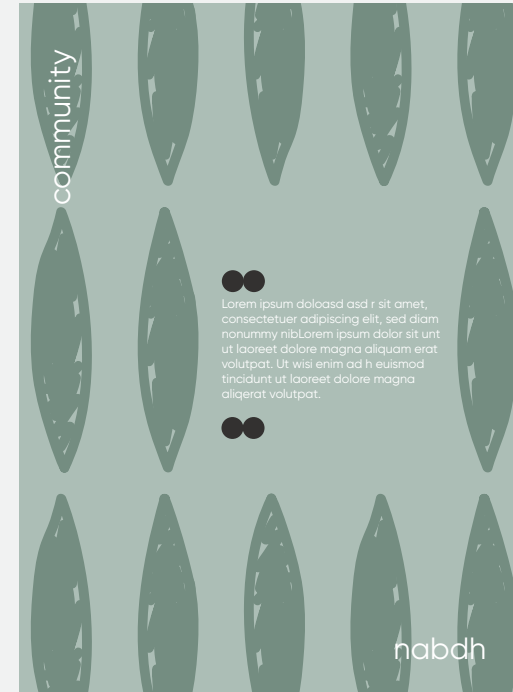 community
Lorem ipsum doloasd asd r sit amet,
consectetuer adipiscing elit, sed diam
nonummy nibLorem ipsum dolor sit unt
ut laoreet dolore magna aliquam erat
volutpat. Ut wisi enim ad h euismod
tincidunt ut laoreet dolore magna
aliqerat volutpat.
nabdh